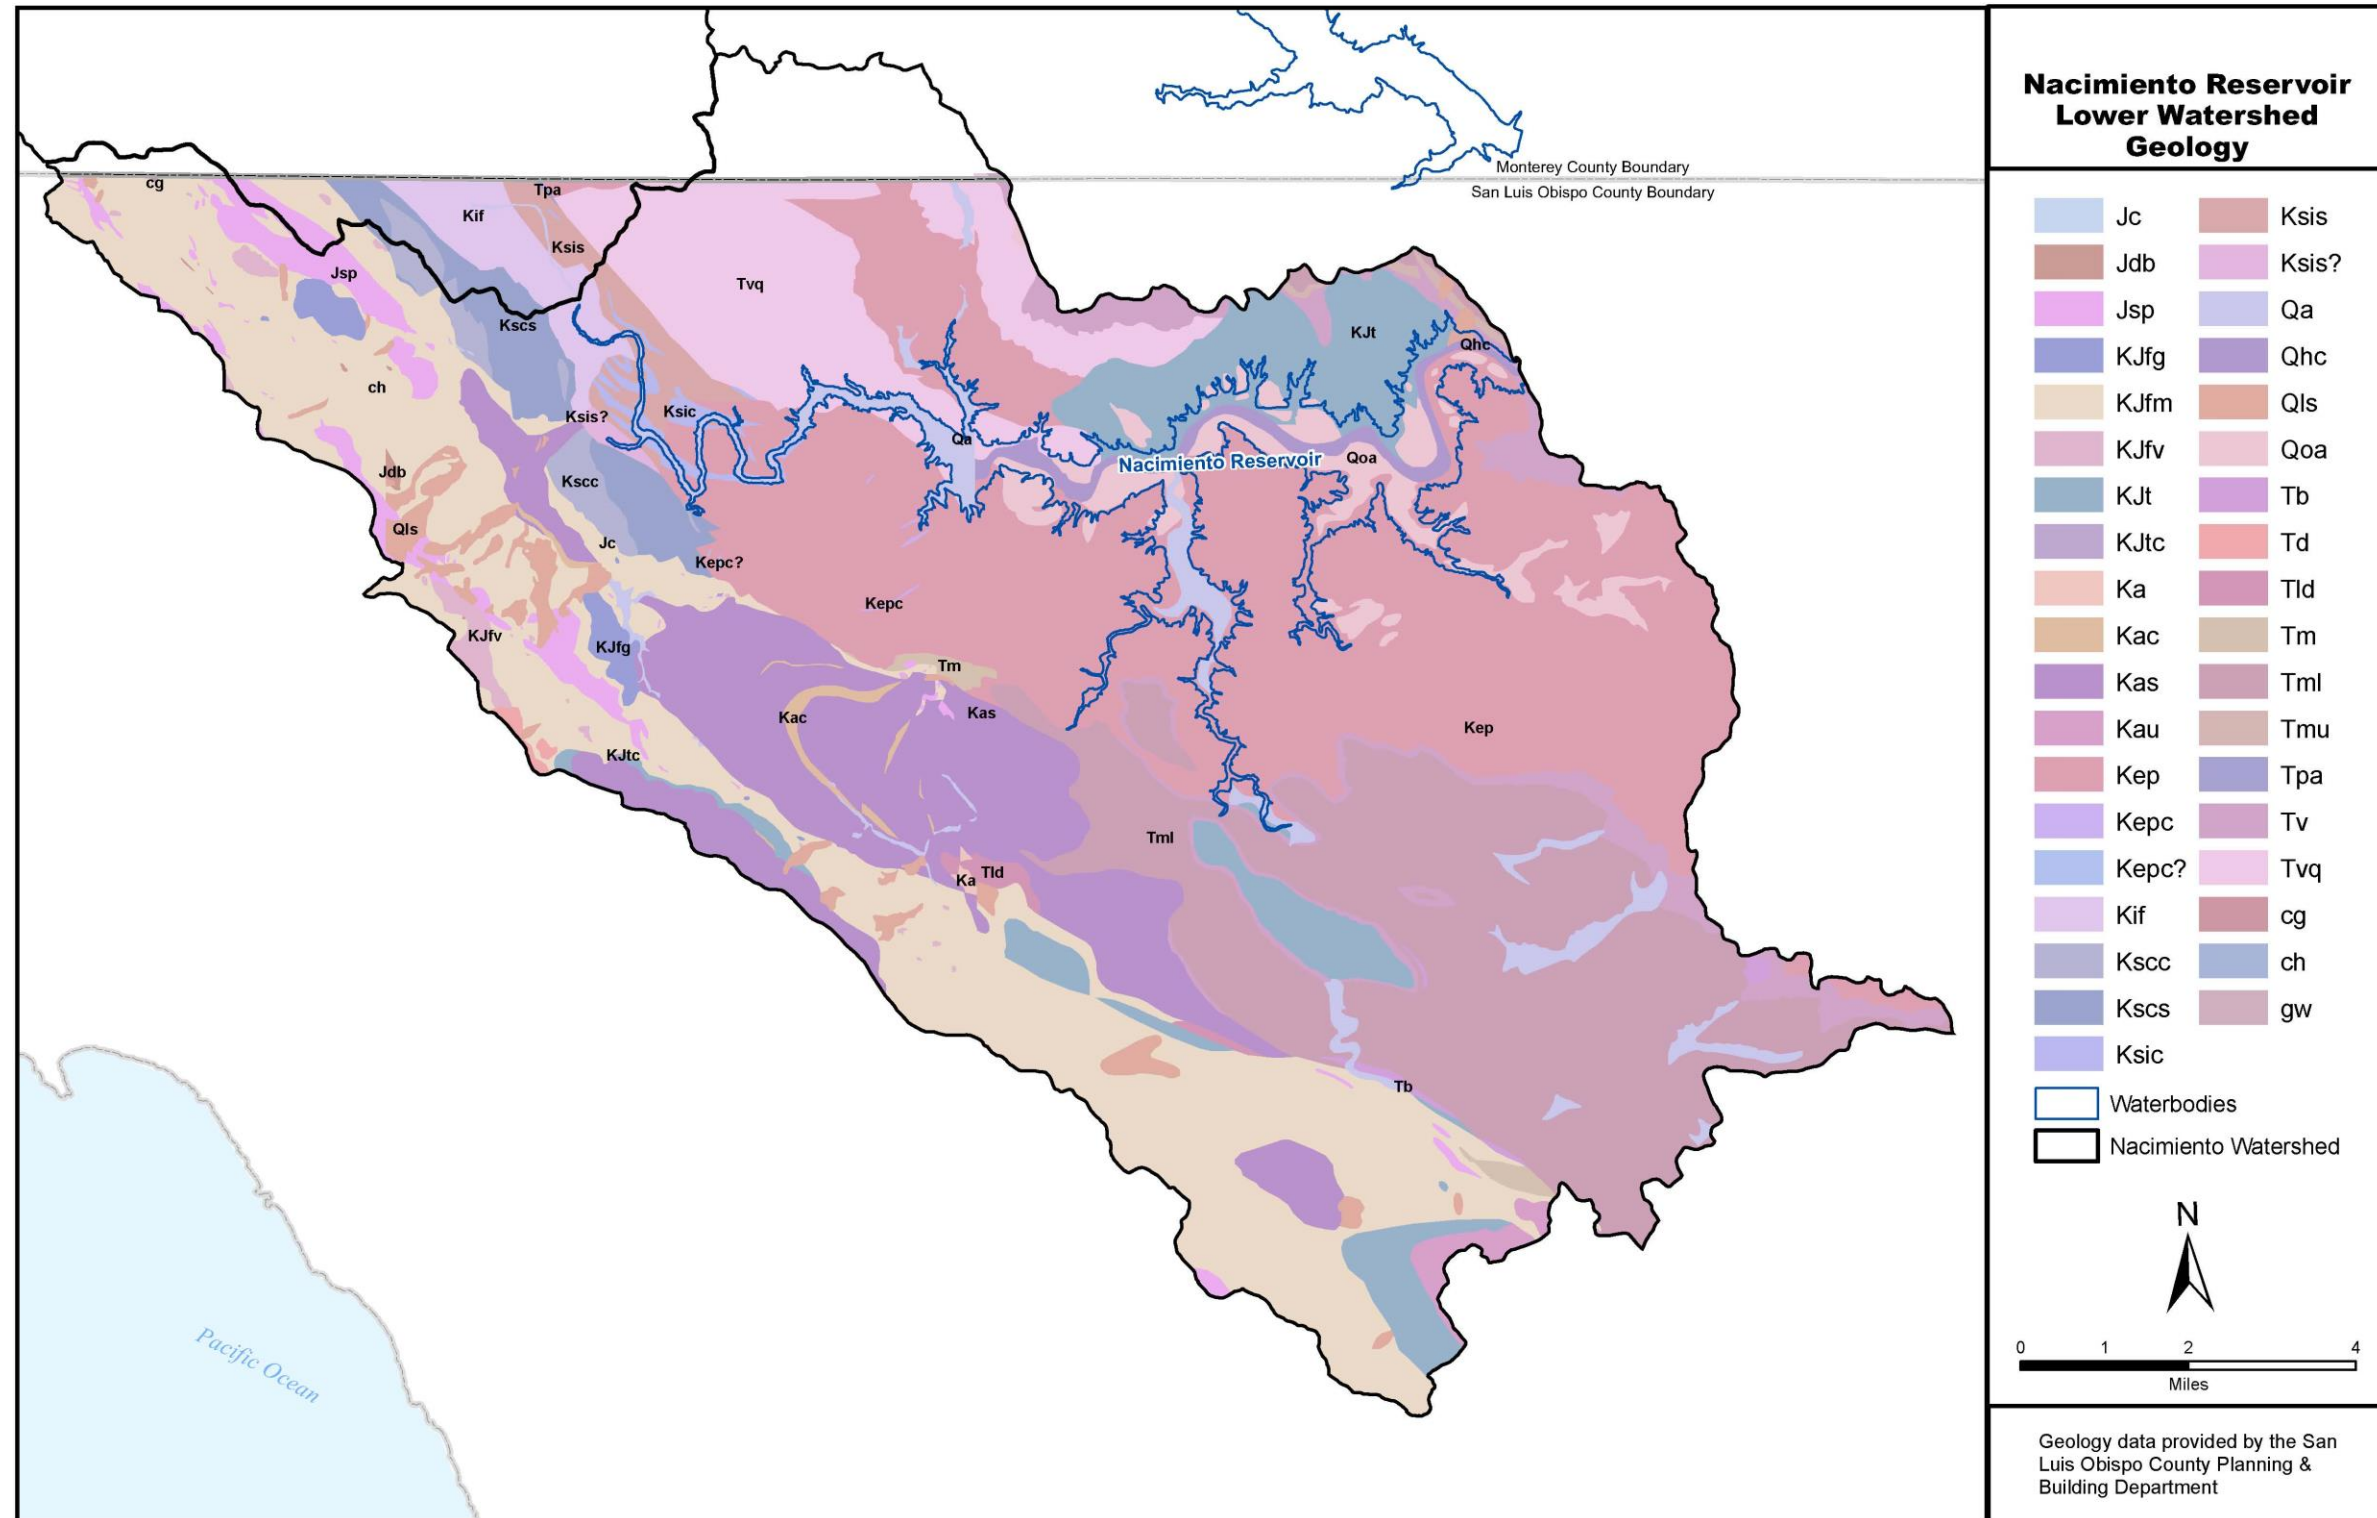 Nacimiento Reservoir
Lower Watershed
Geology
Monterey County Boundary
San Luis Obispo County Boundary
cg
Tpa
Kif
Ksis
Jsp
Tvq
Kscs
KJt
Qhc
ch
Ksis?
Ksic
Qa
Nacimiento Reservoir
Qoa
Jdb
Kscc
Qls
Jc
Kepc?
Kepc
KJfv
KJfg
Tm
Kac
Kas
Kep
KJtc
Tml
Ka
Tld
Tb
Pacific Ocean
Jc
Jdb
Jsp
KJfg
KJfm
KJfv
KJt
KJtc
Ka
Kac
Kas
Kau
Kep
Kepc
Kepc?
Kif
Kscc
Kscs
Ksic
Ksis
Ksis?
Qa
Qhc
Qls
Qoa
Tb
Td
Tld
Tm
Tml
Tmu
Tpa
Tv
Tvq
cg
ch
gw
Waterbodies
Nacimiento Watershed
N
0 1 2 4
Miles
Geology data provided by the San
Luis Obispo County Planning &
Building Department